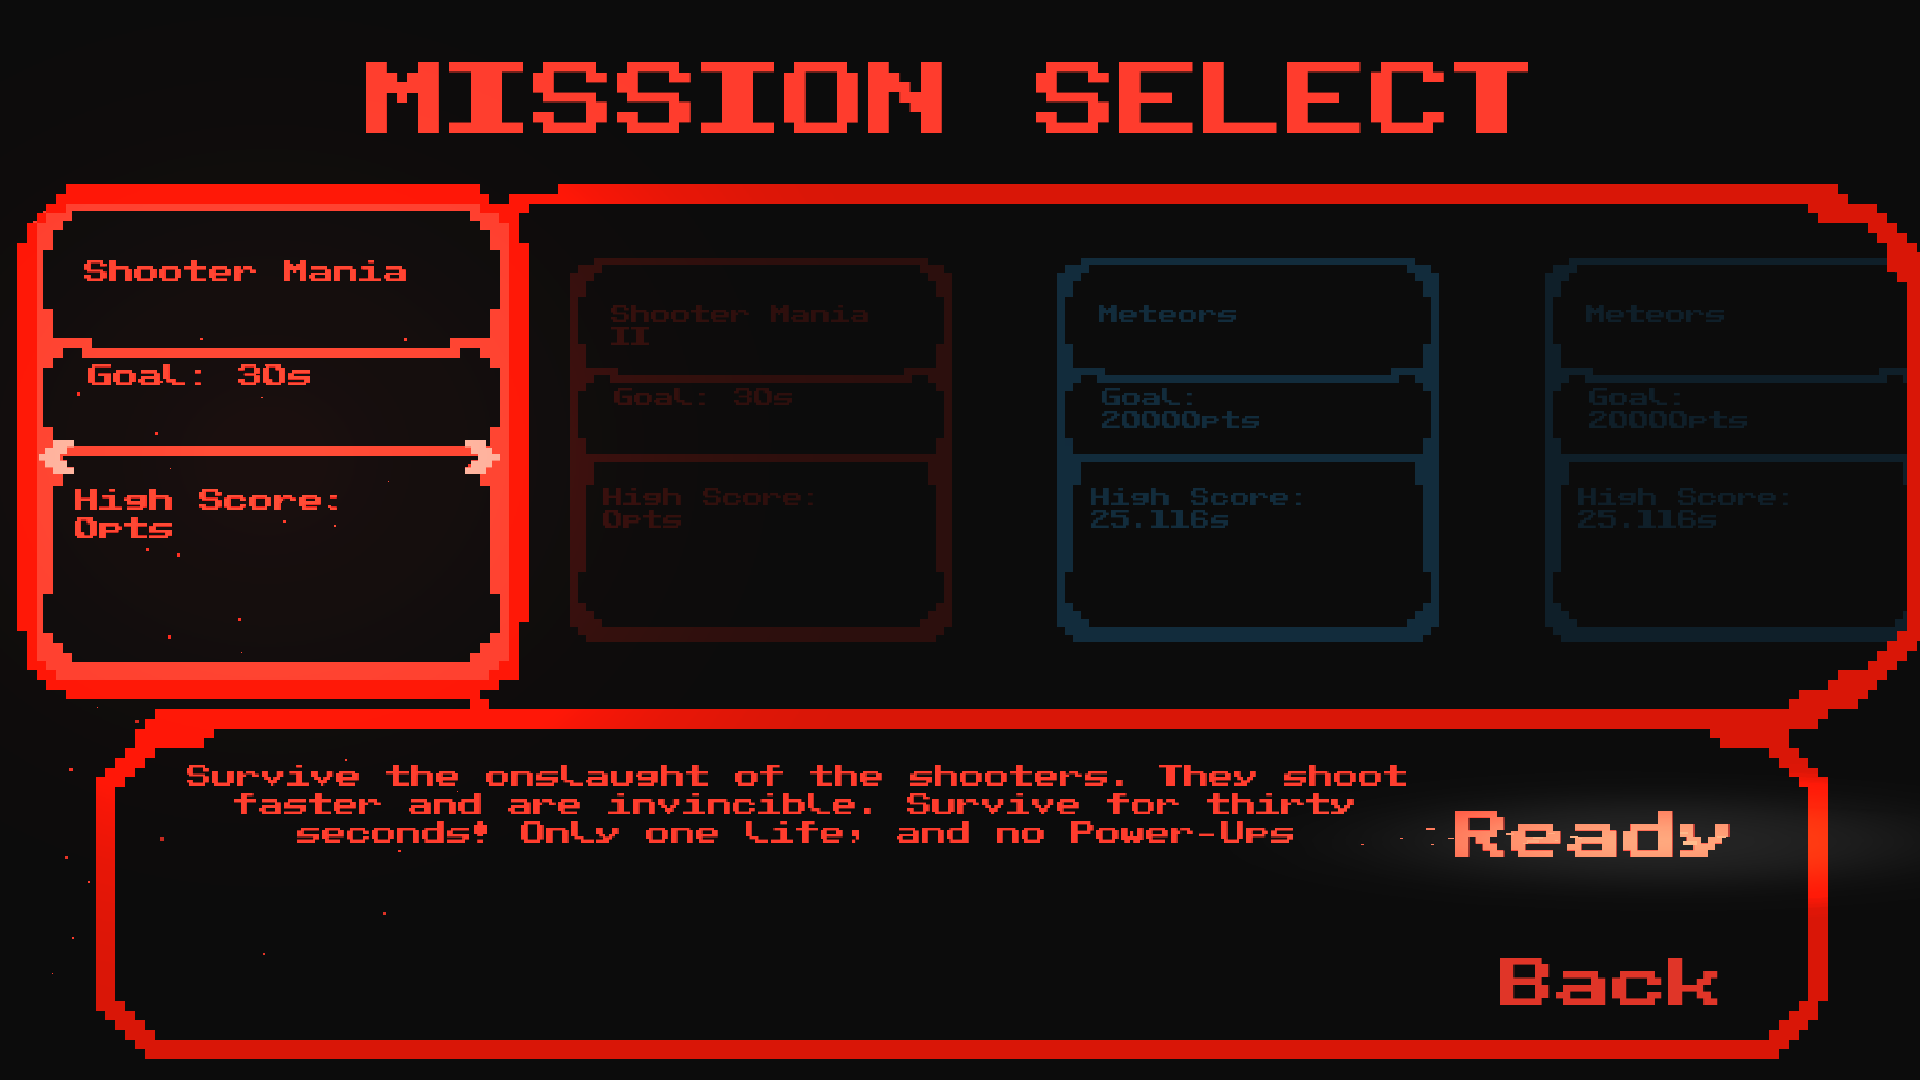 MISSION SELECT
Shooter Mania
Goal: 30s
High Score:
0pts
Shooter Mania
II
Goal: 30s
High Score:
0pts
Meteors
Goal:
20000pts
High Score:
25.116s
Meteors
Goal:
20000pts
High Score:
25.116s
Survive the onslaught of the shooters. They shoot
faster and are invincible. Survive for thirty
seconds! Only one life; and no Power-Ups
Ready
Back